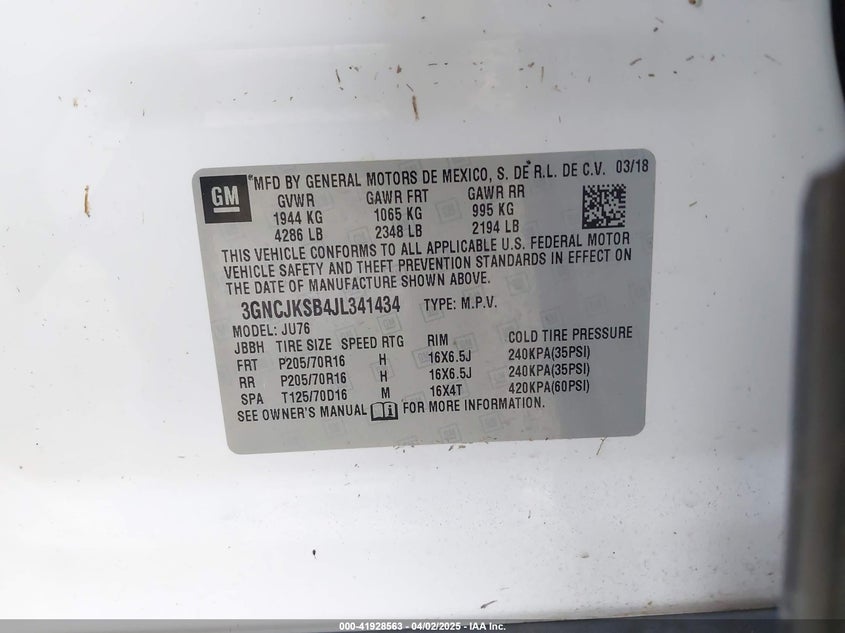 GM
*MFD BY GENERAL MOTORS DE MEXICO, S. DE R.L. DE C.V. 03/18
GVWR GAWR FRT GAWR RR
1944 KG 1065 KG 995 KG
4286 LB 2348 LB 2194 LB
THIS VEHICLE CONFORMS TO ALL APPLICABLE U.S. FEDERAL MOTOR
VEHICLE SAFETY AND THEFT PREVENTION STANDARDS IN EFFECT ON
THE DATE OF MANUFACTURE SHOWN ABOVE.
3GNCJKSB4JL341434 TYPE: M.P.V.
MODEL: JU76
JBBH TIRE SIZE SPEED RTG RIM COLD TIRE PRESSURE
FRT P205/70R16 H 16X6.5J 240KPA(35PSI)
RR P205/70R16 H 16X6.5J 240KPA(35PSI)
SPA T125/70D16 M 16X4T 420KPA(60PSI)
SEE OWNER'S MANUAL FOR MORE INFORMATION.
000-41928563 - 04/02/2025 - IAA Inc.